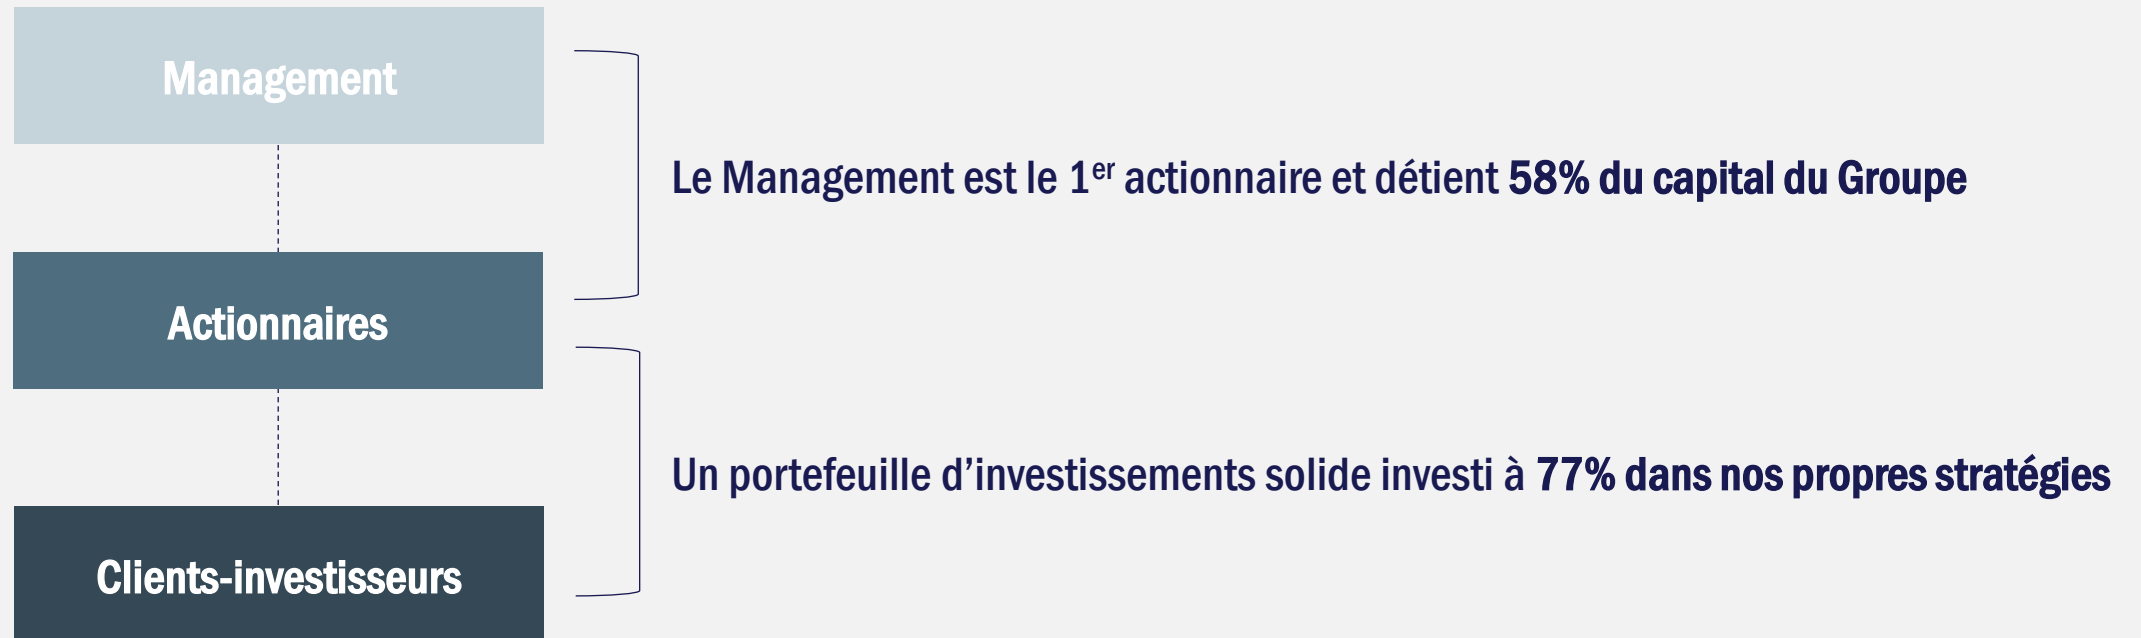 Management
Le Management est le 1er actionnaire et détient 58% du capital du Groupe
Actionnaires
Un portefeuille d’investissements solide investi à 77% dans nos propres stratégies
Clients-investisseurs